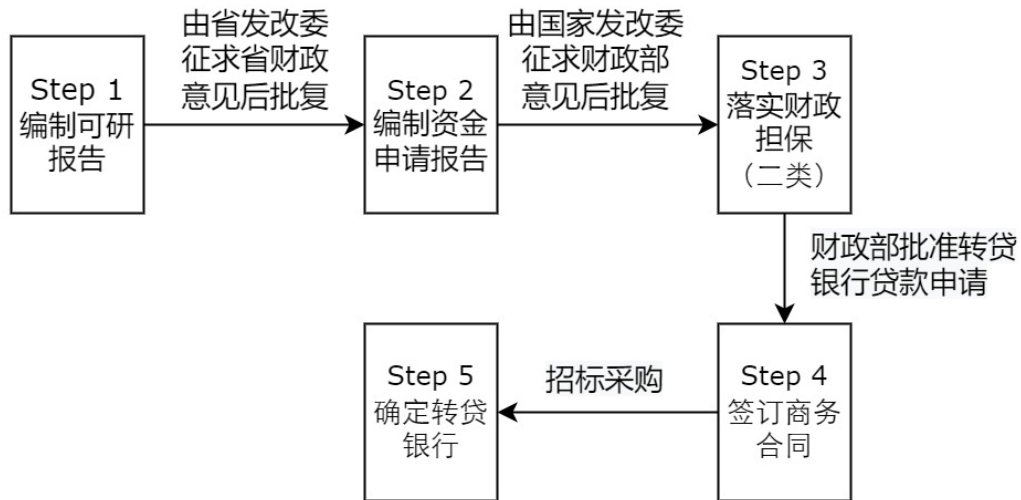 Step 1
编制可研
报告
由省发改委
征求省财政
意见后批复
Step 2
编制资金
申请报告
由国家发改委
征求财政部
意见后批复
Step 3
落实财政
担保
（二类）
财政部批准转贷
银行贷款申请
Step 4
签订商务
合同
招标采购
Step 5
确定转贷
银行